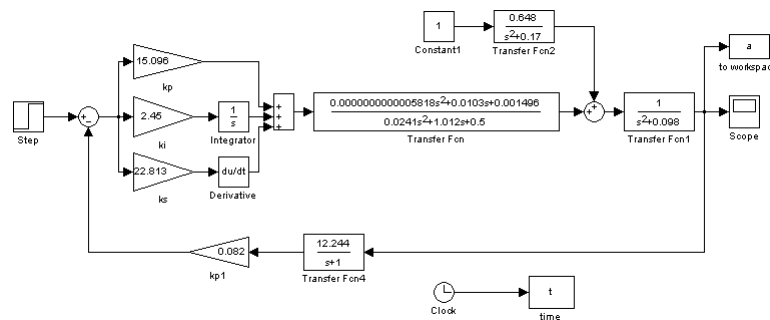 1
Constant1
0.648
s²+0.17
Transfer Fcn2
a
to workspac
15.096
kp
Step
+
−
2.45
ki
1
s
Integrator
+
+
+
0.0000000000005818s²+0.0103s+0.001496
0.0241s²+1.012s+0.5
Transfer Fcn
+
+
1
s²+0.098
Transfer Fcn1
Scope
22.813
ks
du/dt
Derivative
0.082
kp1
12.244
s+1
Transfer Fcn4
Clock
t
time